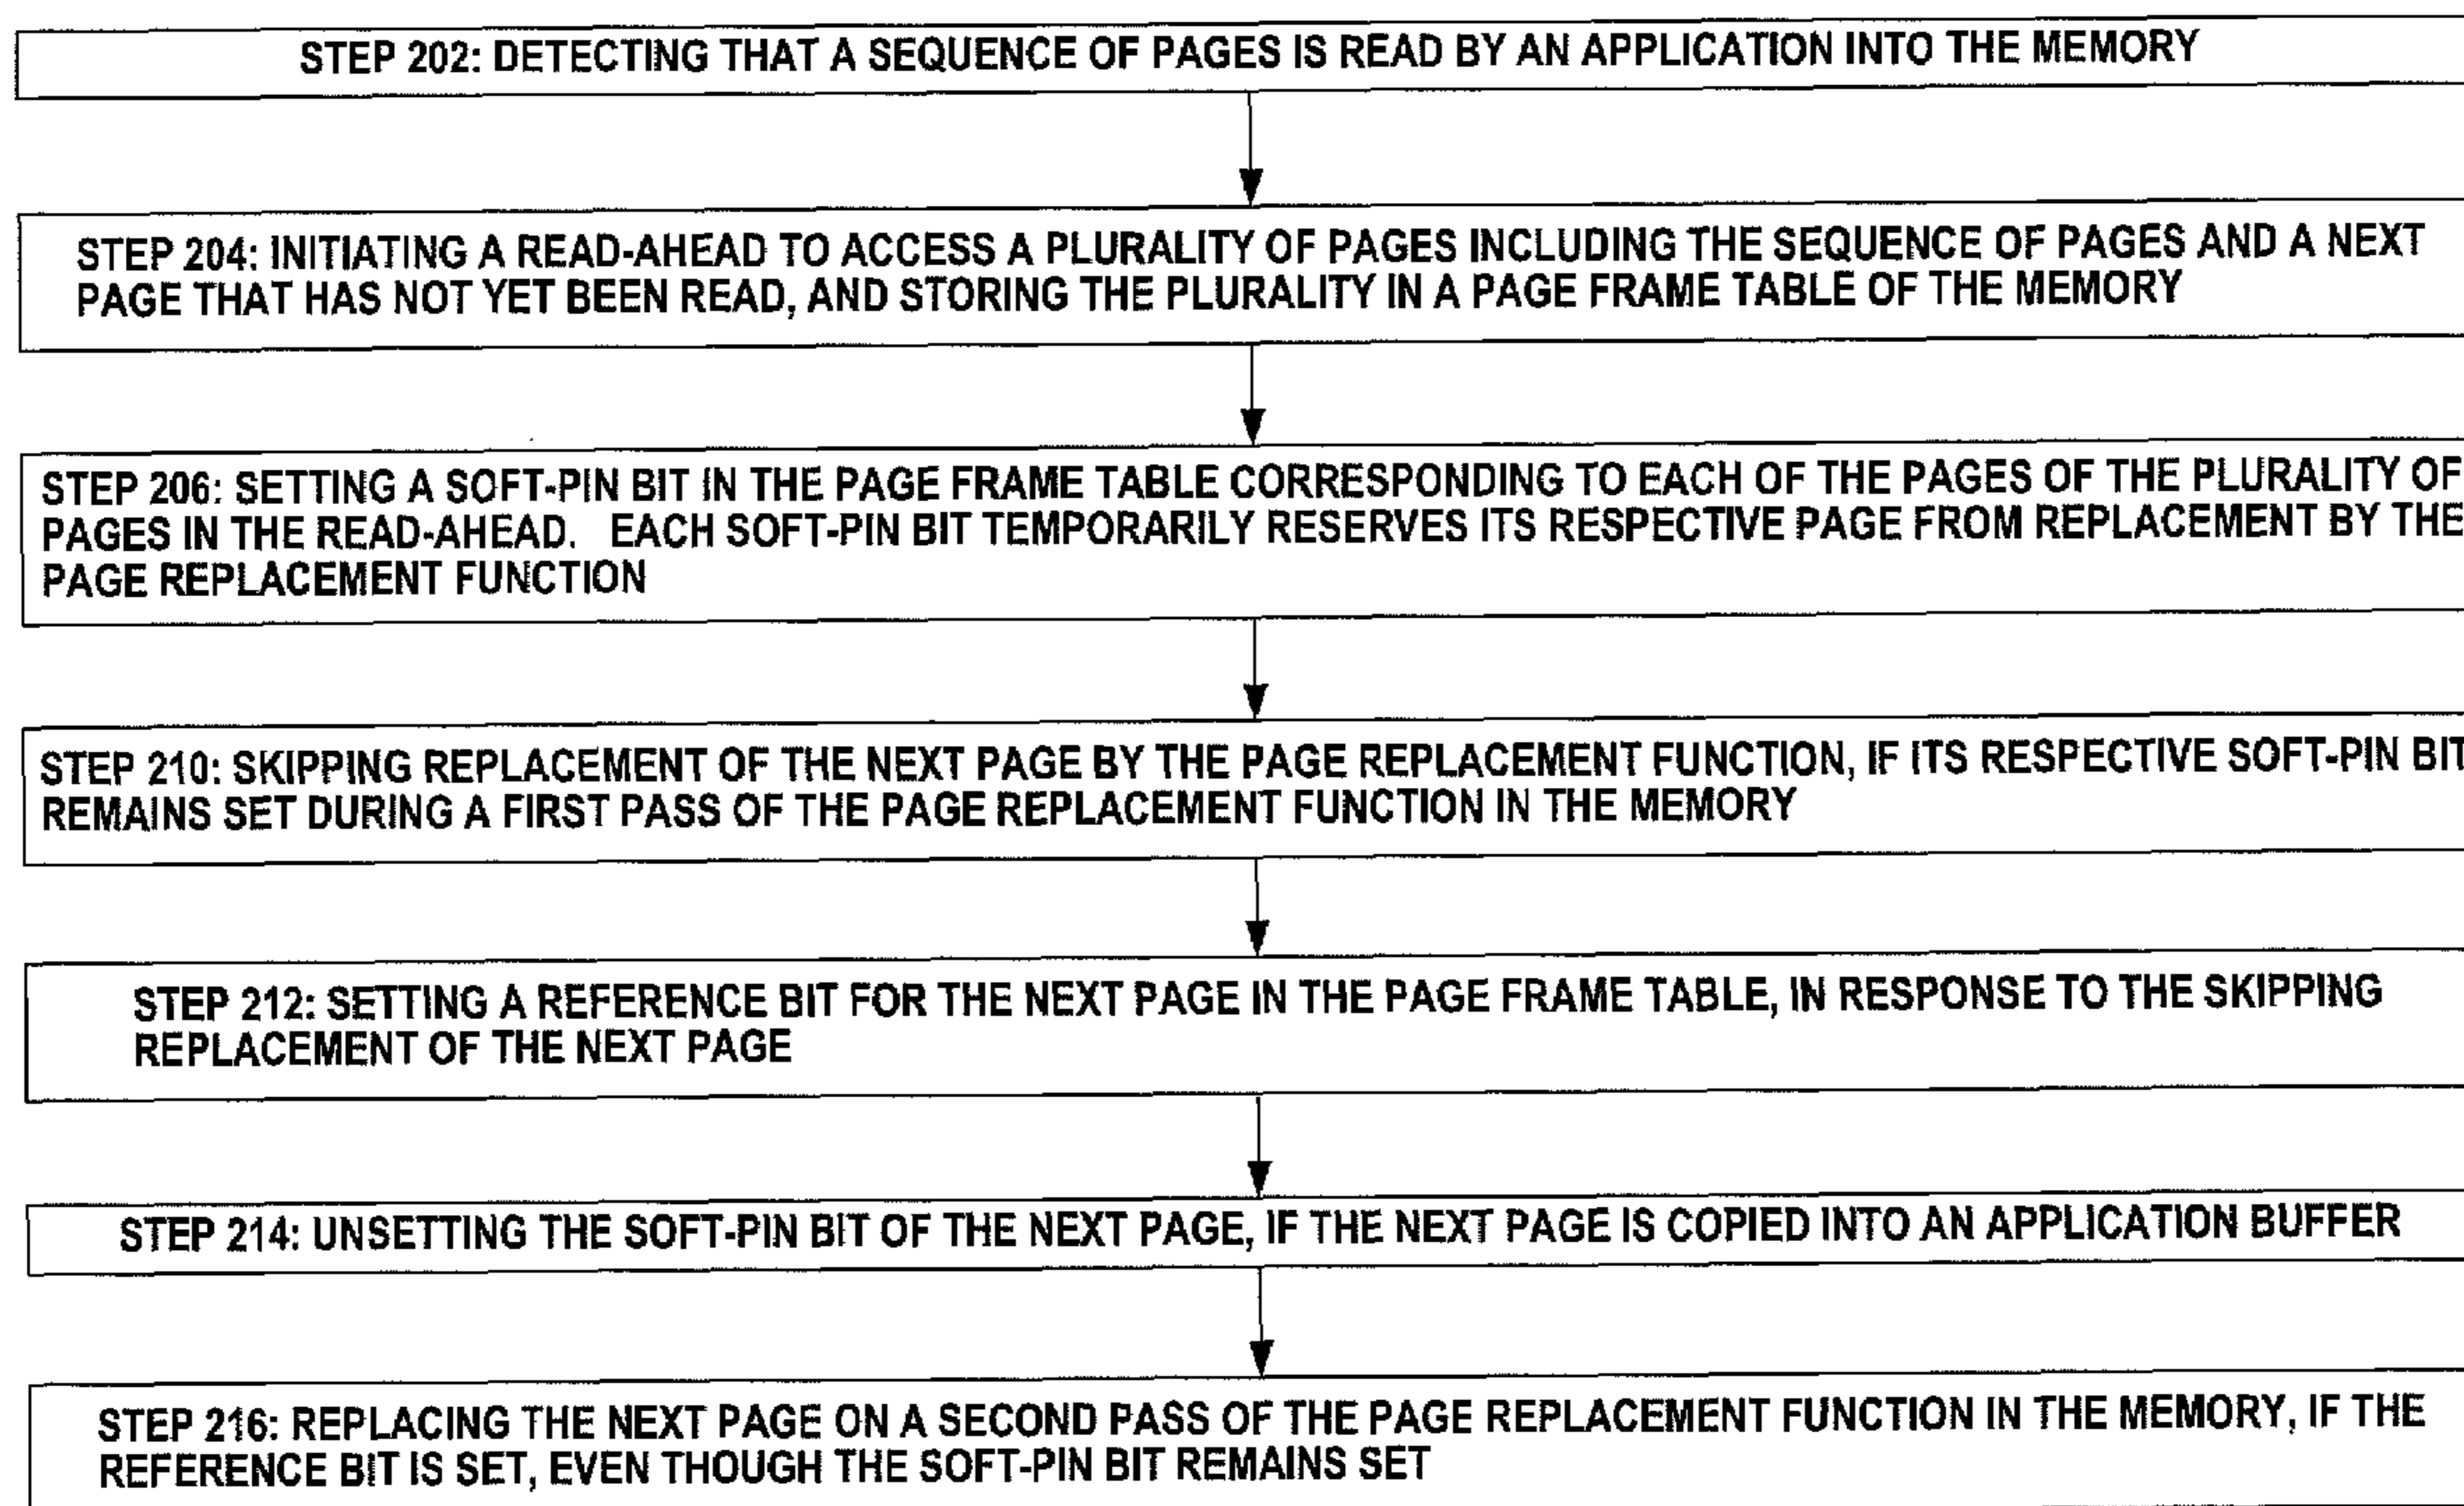 STEP 202: DETECTING THAT A SEQUENCE OF PAGES IS READ BY AN APPLICATION INTO THE MEMORY
STEP 204: INITIATING A READ-AHEAD TO ACCESS A PLURALITY OF PAGES INCLUDING THE SEQUENCE OF PAGES AND A NEXT
PAGE THAT HAS NOT YET BEEN READ, AND STORING THE PLURALITY IN A PAGE FRAME TABLE OF THE MEMORY
STEP 206: SETTING A SOFT-PIN BIT IN THE PAGE FRAME TABLE CORRESPONDING TO EACH OF THE PAGES OF THE PLURALITY OF
PAGES IN THE READ-AHEAD. EACH SOFT-PIN BIT TEMPORARILY RESERVES ITS RESPECTIVE PAGE FROM REPLACEMENT BY THE
PAGE REPLACEMENT FUNCTION
STEP 210: SKIPPING REPLACEMENT OF THE NEXT PAGE BY THE PAGE REPLACEMENT FUNCTION, IF ITS RESPECTIVE SOFT-PIN BIT
REMAINS SET DURING A FIRST PASS OF THE PAGE REPLACEMENT FUNCTION IN THE MEMORY
STEP 212: SETTING A REFERENCE BIT FOR THE NEXT PAGE IN THE PAGE FRAME TABLE, IN RESPONSE TO THE SKIPPING
REPLACEMENT OF THE NEXT PAGE
STEP 214: UNSETTING THE SOFT-PIN BIT OF THE NEXT PAGE, IF THE NEXT PAGE IS COPIED INTO AN APPLICATION BUFFER
STEP 216: REPLACING THE NEXT PAGE ON A SECOND PASS OF THE PAGE REPLACEMENT FUNCTION IN THE MEMORY, IF THE
REFERENCE BIT IS SET, EVEN THOUGH THE SOFT-PIN BIT REMAINS SET